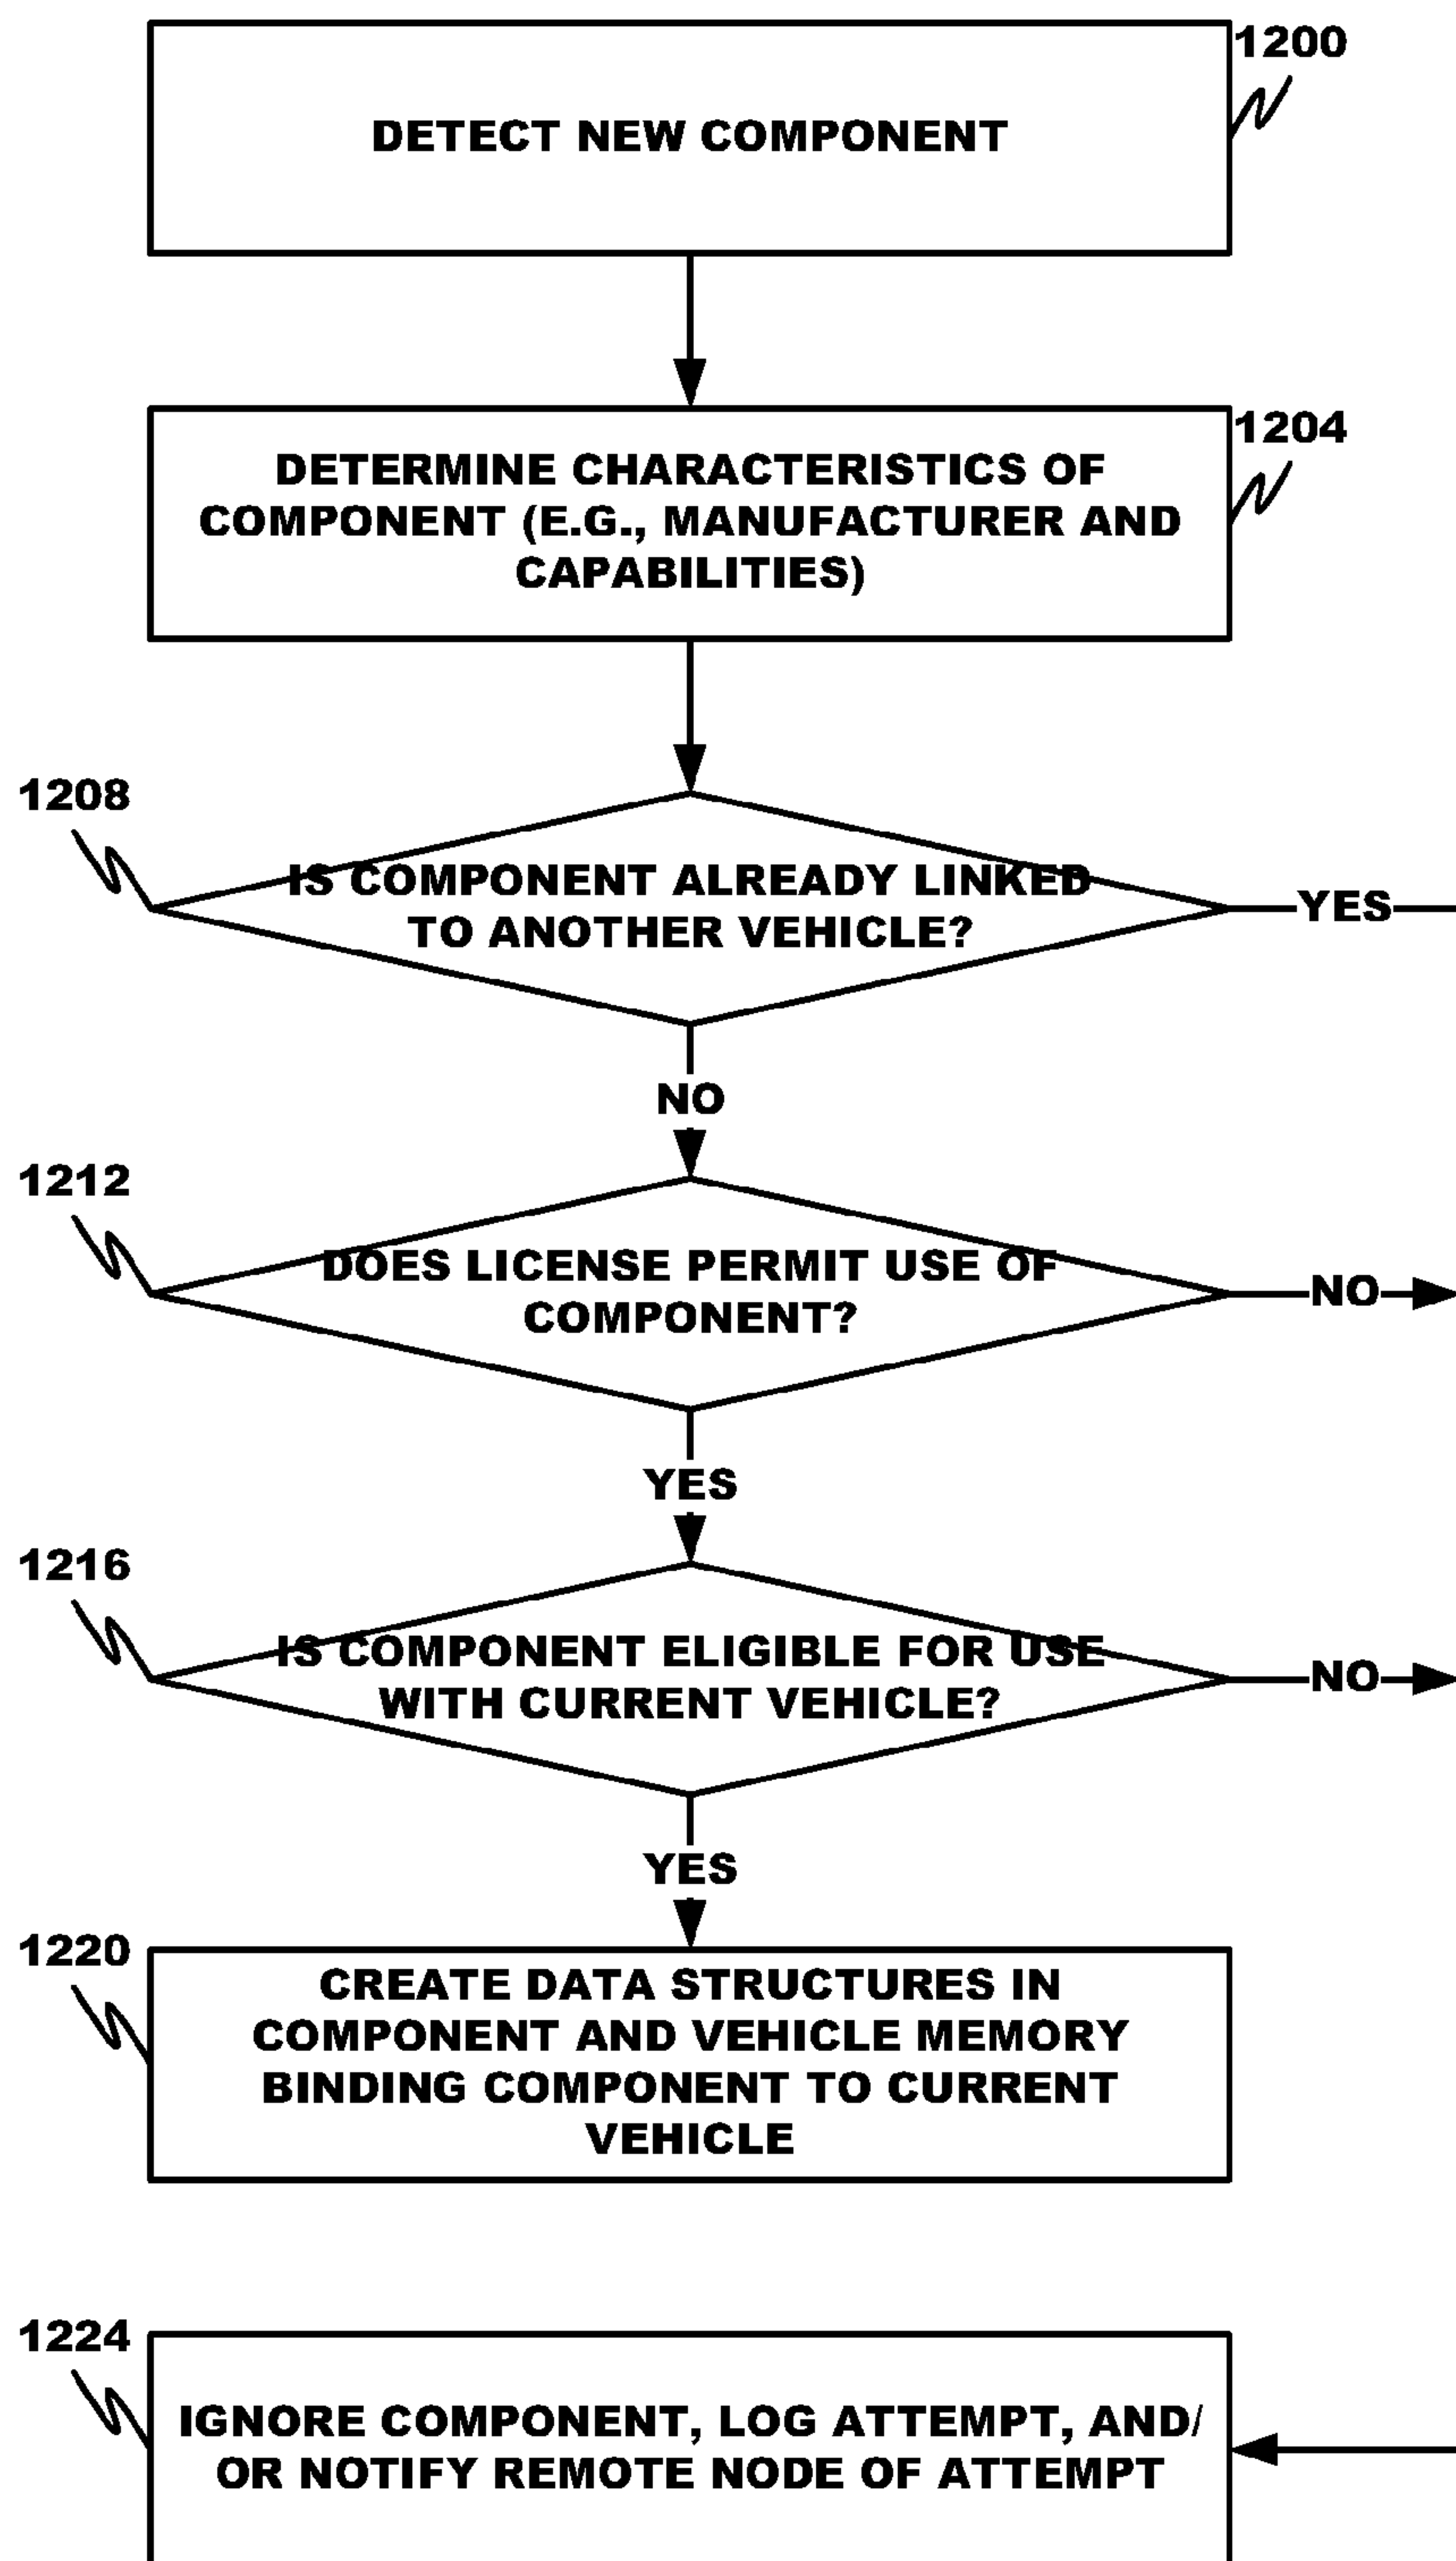 1200
DETECT NEW COMPONENT
1204
DETERMINE CHARACTERISTICS OF
COMPONENT (E.G., MANUFACTURER AND
CAPABILITIES)
1208
IS COMPONENT ALREADY LINKED
TO ANOTHER VEHICLE?
YES
NO
1212
DOES LICENSE PERMIT USE OF
COMPONENT?
NO
YES
1216
IS COMPONENT ELIGIBLE FOR USE
WITH CURRENT VEHICLE?
NO
YES
1220
CREATE DATA STRUCTURES IN
COMPONENT AND VEHICLE MEMORY
BINDING COMPONENT TO CURRENT
VEHICLE
1224
IGNORE COMPONENT, LOG ATTEMPT, AND/
OR NOTIFY REMOTE NODE OF ATTEMPT